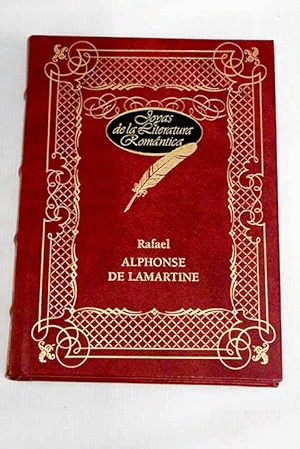 Joyas
de la Literatura
Romántica
Rafael
ALPHONSE
DE LAMARTINE